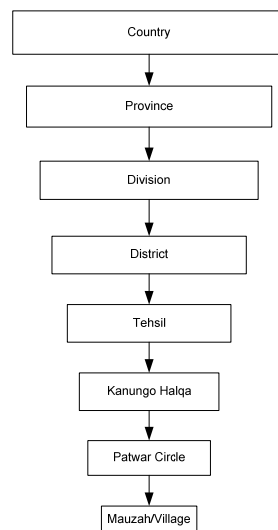 Country
Province
Division
District
Tehsil
Kanungo Halqa
Patwar Circle
Mauzah/Village